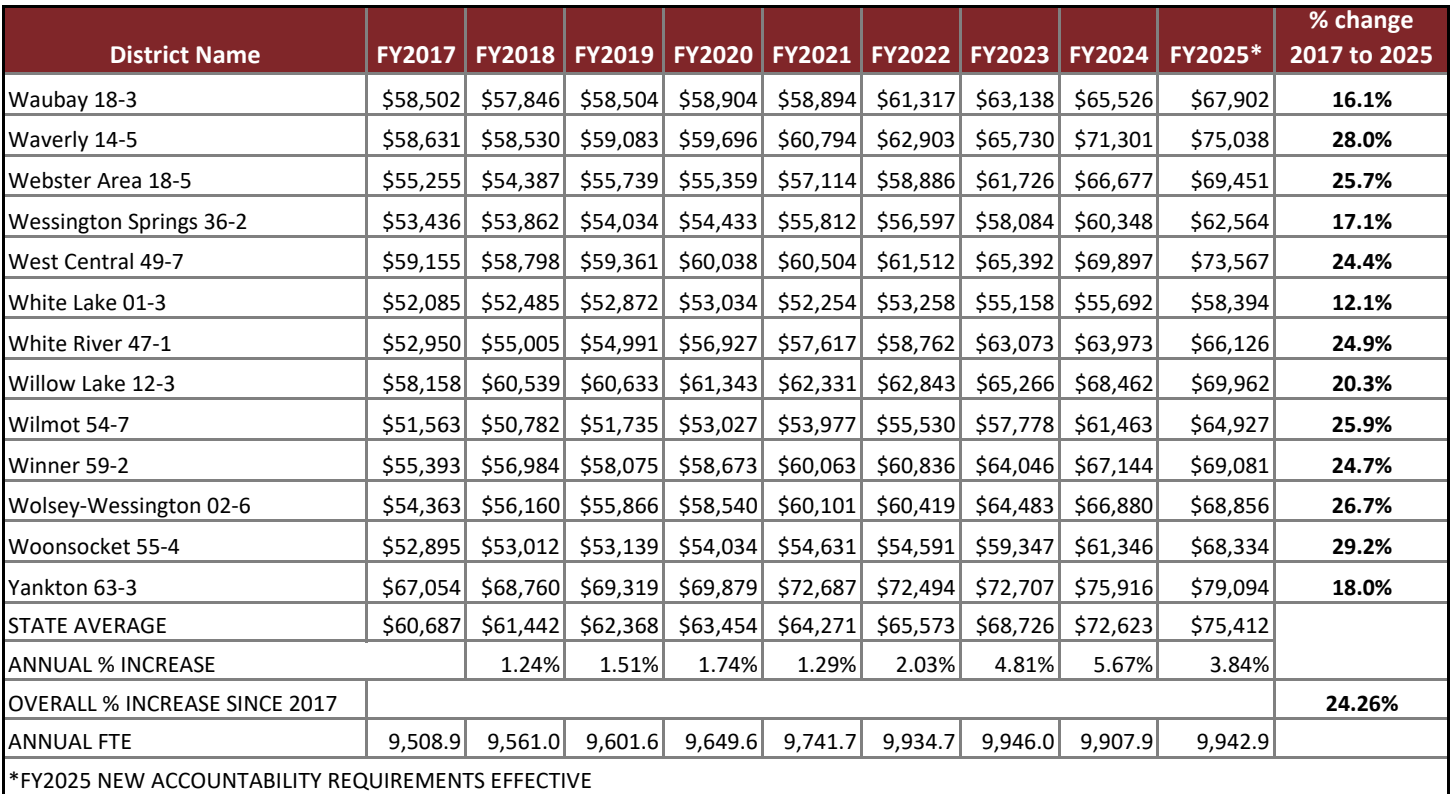 % change
District Name FY2017 FY2018 FY2019 FY2020 FY2021 FY2022 FY2023 FY2024 FY2025* 2017 to 2025
Waubay 18-3 $58,502 $57,846 $58,504 $58,904 $58,894 $61,317 $63,138 $65,526 $67,902 16.1%
Waverly 14-5 $58,631 $58,530 $59,083 $59,696 $60,794 $62,903 $65,730 $71,301 $75,038 28.0%
Webster Area 18-5 $55,255 $54,387 $55,739 $55,359 $57,114 $58,886 $61,726 $66,677 $69,451 25.7%
Wessington Springs 36-2 $53,436 $53,862 $54,034 $54,433 $55,812 $56,597 $58,084 $60,348 $62,564 17.1%
West Central 49-7 $59,155 $58,798 $59,361 $60,038 $60,504 $61,512 $65,392 $69,897 $73,567 24.4%
White Lake 01-3 $52,085 $52,485 $52,872 $53,034 $52,254 $53,258 $55,158 $55,692 $58,394 12.1%
White River 47-1 $52,950 $55,005 $54,991 $56,927 $57,617 $58,762 $63,073 $63,973 $66,126 24.9%
Willow Lake 12-3 $58,158 $60,539 $60,633 $61,343 $62,331 $62,843 $65,266 $68,462 $69,962 20.3%
Wilmot 54-7 $51,563 $50,782 $51,735 $53,027 $53,977 $55,530 $57,778 $61,463 $64,927 25.9%
Winner 59-2 $55,393 $56,984 $58,075 $58,673 $60,063 $60,836 $64,046 $67,144 $69,081 24.7%
Wolsey-Wessington 02-6 $54,363 $56,160 $55,866 $58,540 $60,101 $60,419 $64,483 $66,880 $68,856 26.7%
Woonsocket 55-4 $52,895 $53,012 $53,139 $54,034 $54,631 $54,591 $59,347 $61,346 $68,334 29.2%
Yankton 63-3 $67,054 $68,760 $69,319 $69,879 $72,687 $72,494 $72,707 $75,916 $79,094 18.0%
STATE AVERAGE $60,687 $61,442 $62,368 $63,454 $64,271 $65,573 $68,726 $72,623 $75,412
ANNUAL % INCREASE 1.24% 1.51% 1.74% 1.29% 2.03% 4.81% 5.67% 3.84%
OVERALL % INCREASE SINCE 2017 24.26%
ANNUAL FTE 9,508.9 9,561.0 9,601.6 9,649.6 9,741.7 9,934.7 9,946.0 9,907.9 9,942.9
*FY2025 NEW ACCOUNTABILITY REQUIREMENTS EFFECTIVE